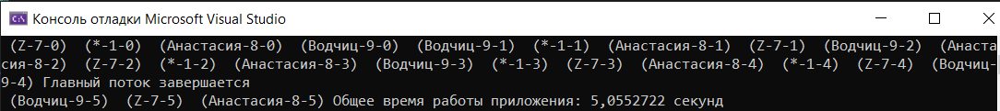 Консоль отладки Microsoft Visual Studio
(Z-7-0) (*-1-0) (Анастасия-8-0) (Водчиц-9-0) (Водчиц-9-1) (*-1-1) (Анастасия-8-1) (Z-7-1) (Водчиц-9-2) (Анаста
сия-8-2) (Z-7-2) (*-1-2) (Анастасия-8-3) (Водчиц-9-3) (*-1-3) (Z-7-3) (Анастасия-8-4) (*-1-4) (Z-7-4) (Водчиц-
9-4) Главный поток завершается
(Водчиц-9-5) (Z-7-5) (Анастасия-8-5) Общее время работы приложения: 5,0552722 секунд